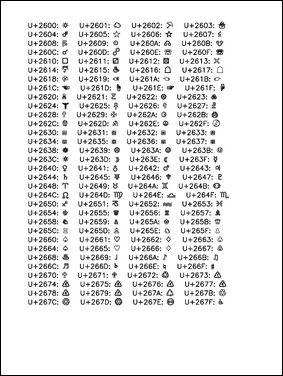 U+2600: ☀ U+2601: ☁ U+2602: ☂ U+2603: ☃
U+2604: ☄ U+2605: ★ U+2606: ☆ U+2607: ☇
U+2608: ☈ U+2609: ☉ U+260A: ☊ U+260B: ☋
U+260C: ☌ U+260D: ☍ U+260E: ☎ U+260F: ☏
U+2610: ☐ U+2611: ☑ U+2612: ☒ U+2613: ☓
U+2614: ☔ U+2615: ☕ U+2616: ☖ U+2617: ☗
U+2618: ☘ U+2619: ☙ U+261A: ☚ U+261B: ☛
U+261C: ☜ U+261D: ☝ U+261E: ☞ U+261F: ☟
U+2620: ☠ U+2621: ☡ U+2622: ☢ U+2623: ☣
U+2624: ☤ U+2625: ☥ U+2626: ☦ U+2627: ☧
U+2628: ☨ U+2629: ☩ U+262A: ☪ U+262B: ☫
U+262C: ☬ U+262D: ☭ U+262E: ☮ U+262F: ☯
U+2630: ☰ U+2631: ☱ U+2632: ☲ U+2633: ☳
U+2634: ☴ U+2635: ☵ U+2636: ☶ U+2637: ☷
U+2638: ☸ U+2639: ☹ U+263A: ☺ U+263B: ☻
U+263C: ☼ U+263D: ☽ U+263E: ☾ U+263F: ☿
U+2640: ♀ U+2641: ♁ U+2642: ♂ U+2643: ♃
U+2644: ♄ U+2645: ♅ U+2646: ♆ U+2647: ♇
U+2648: ♈ U+2649: ♉ U+264A: ♊ U+264B: ♋
U+264C: ♌ U+264D: ♍ U+264E: ♎ U+264F: ♏
U+2650: ♐ U+2651: ♑ U+2652: ♒ U+2653: ♓
U+2654: ♔ U+2655: ♕ U+2656: ♖ U+2657: ♗
U+2658: ♘ U+2659: ♙ U+265A: ♚ U+265B: ♛
U+265C: ♜ U+265D: ♝ U+265E: ♞ U+265F: ♟
U+2660: ♠ U+2661: ♡ U+2662: ♢ U+2663: ♣
U+2664: ♤ U+2665: ♥ U+2666: ♦ U+2667: ♧
U+2668: ♨ U+2669: ♩ U+266A: ♪ U+266B: ♫
U+266C: ♬ U+266D: ♭ U+266E: ♮ U+266F: ♯
U+2670: ♰ U+2671: ♱ U+2672: ♲ U+2673: ♳
U+2674: ♴ U+2675: ♵ U+2676: ♶ U+2677: ♷
U+2678: ♸ U+2679: ♹ U+267A: ♺ U+267B: ♻
U+267C: ♼ U+267D: ♽ U+267E: ♾ U+267F: ♿